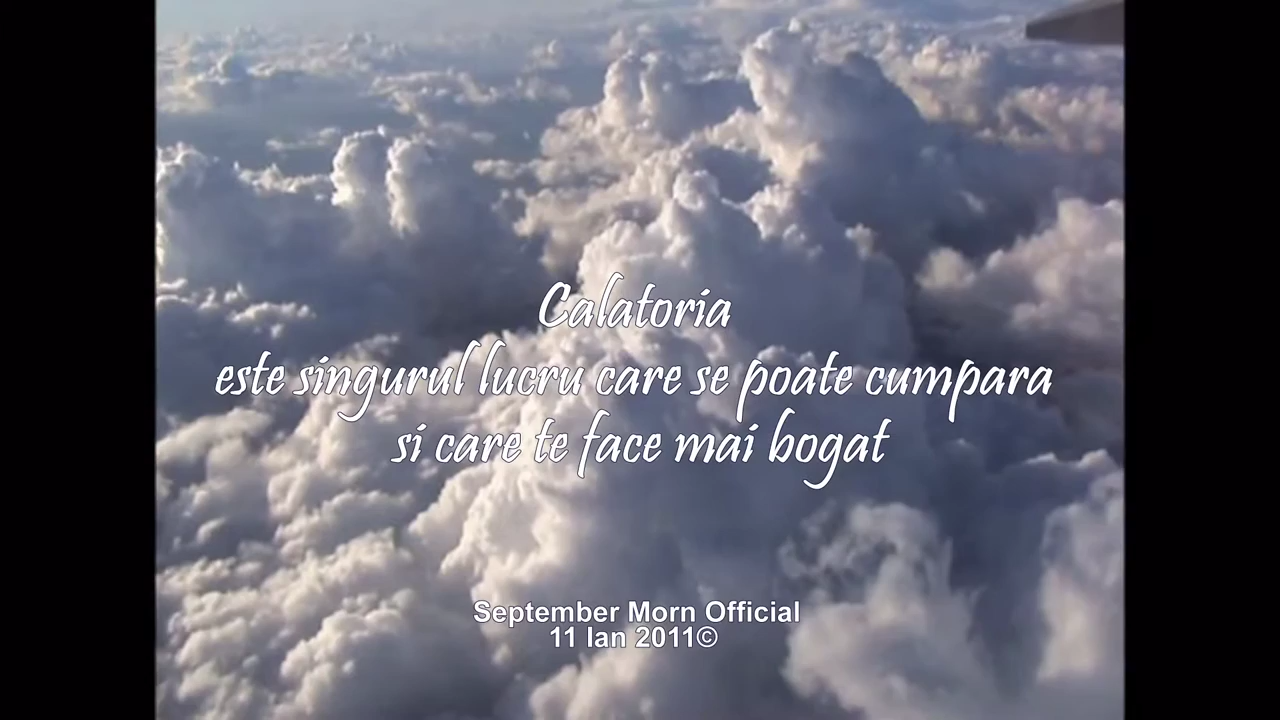 Calatoria
este singurul lucru care se poate cumpara
si care te face mai bogat
September Morn Official
11 Ian 2011©